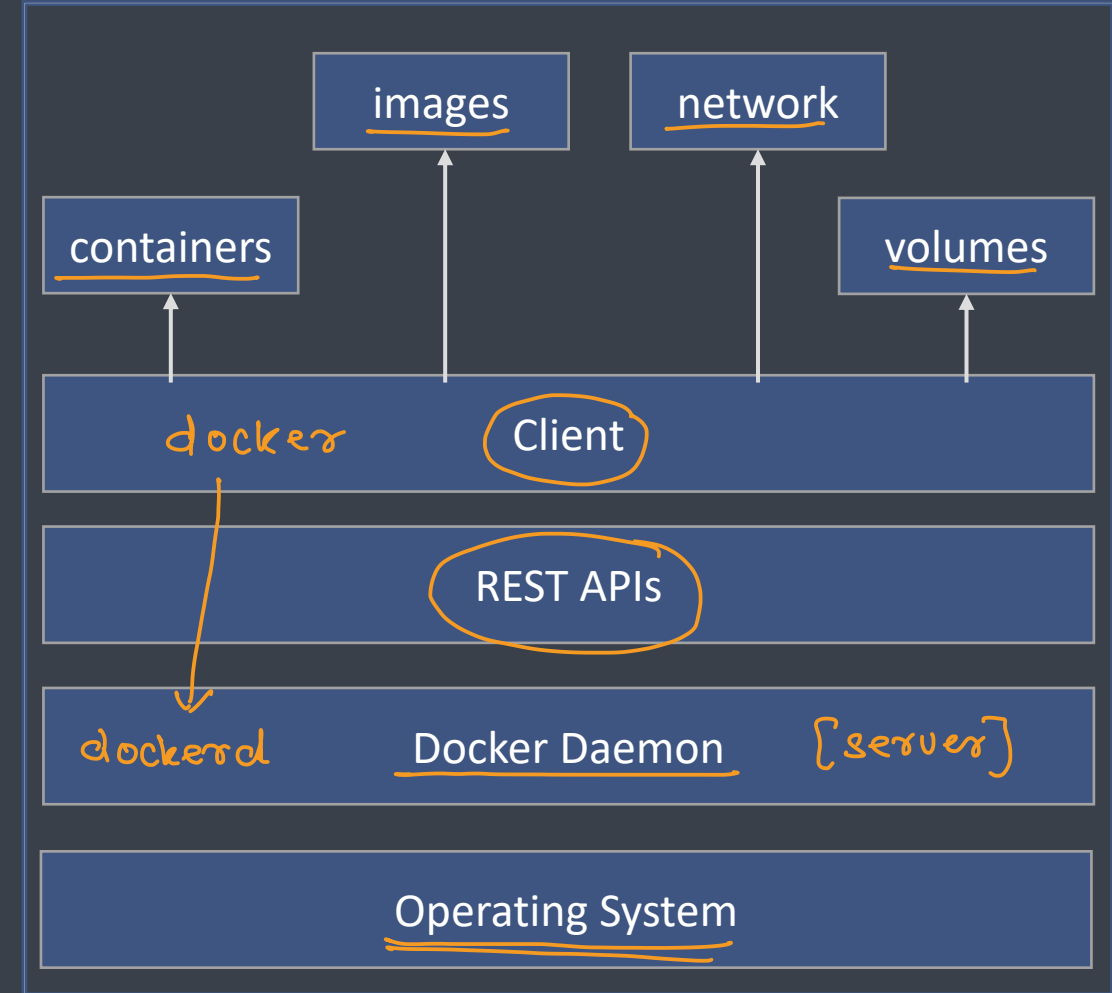 images
network
containers
volumes
docker
Client
REST APIs
dockerd
Docker Daemon
[server]
Operating System